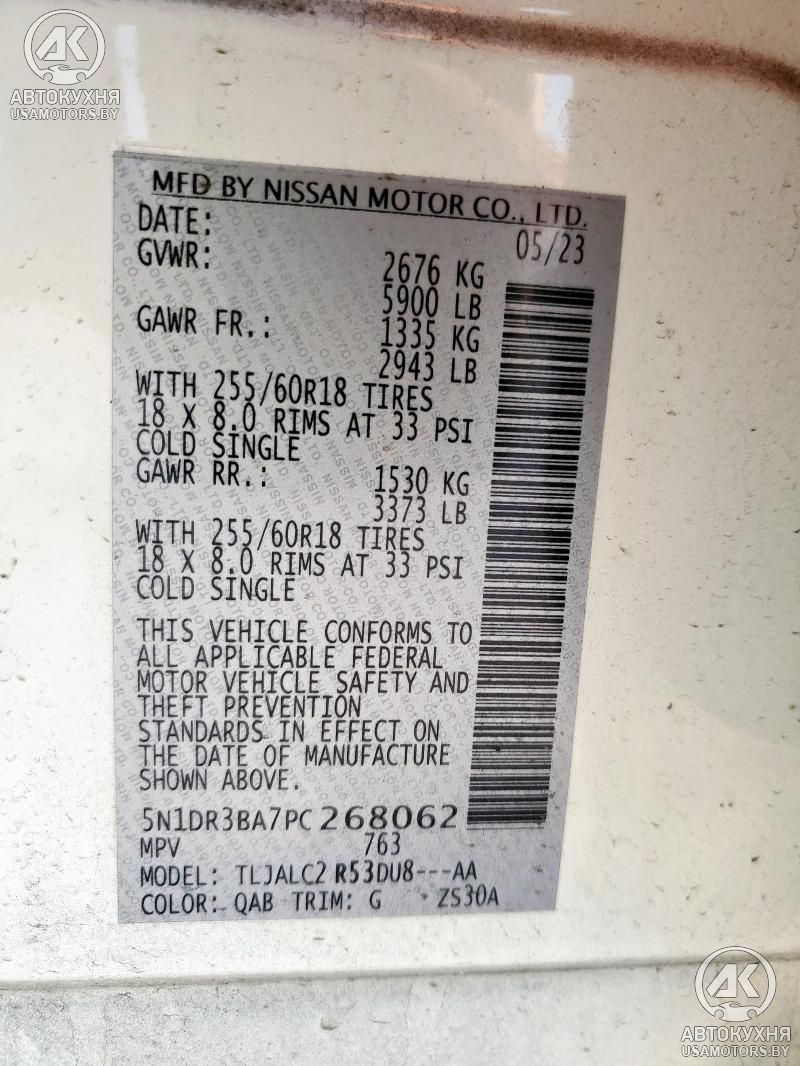 AK
АВТОКУХНЯ
USAMOTORS.BY
MFD BY NISSAN MOTOR CO., LTD.
DATE: 05/23
GVWR: 2676 KG
5900 LB
GAWR FR.: 1335 KG
2943 LB
WITH 255/60R18 TIRES
18 X 8.0 RIMS AT 33 PSI
COLD SINGLE
GAWR RR.: 1530 KG
3373 LB
WITH 255/60R18 TIRES
18 X 8.0 RIMS AT 33 PSI
COLD SINGLE
THIS VEHICLE CONFORMS TO
ALL APPLICABLE FEDERAL
MOTOR VEHICLE SAFETY AND
THEFT PREVENTION
STANDARDS IN EFFECT ON
THE DATE OF MANUFACTURE
SHOWN ABOVE.
5N1DR3BA7PC268062
MPV 763
MODEL: TLJALC2 R53DU8---AA
COLOR: QAB TRIM: G ZS30A
AK
АВТОКУХНЯ
USAMOTORS.BY